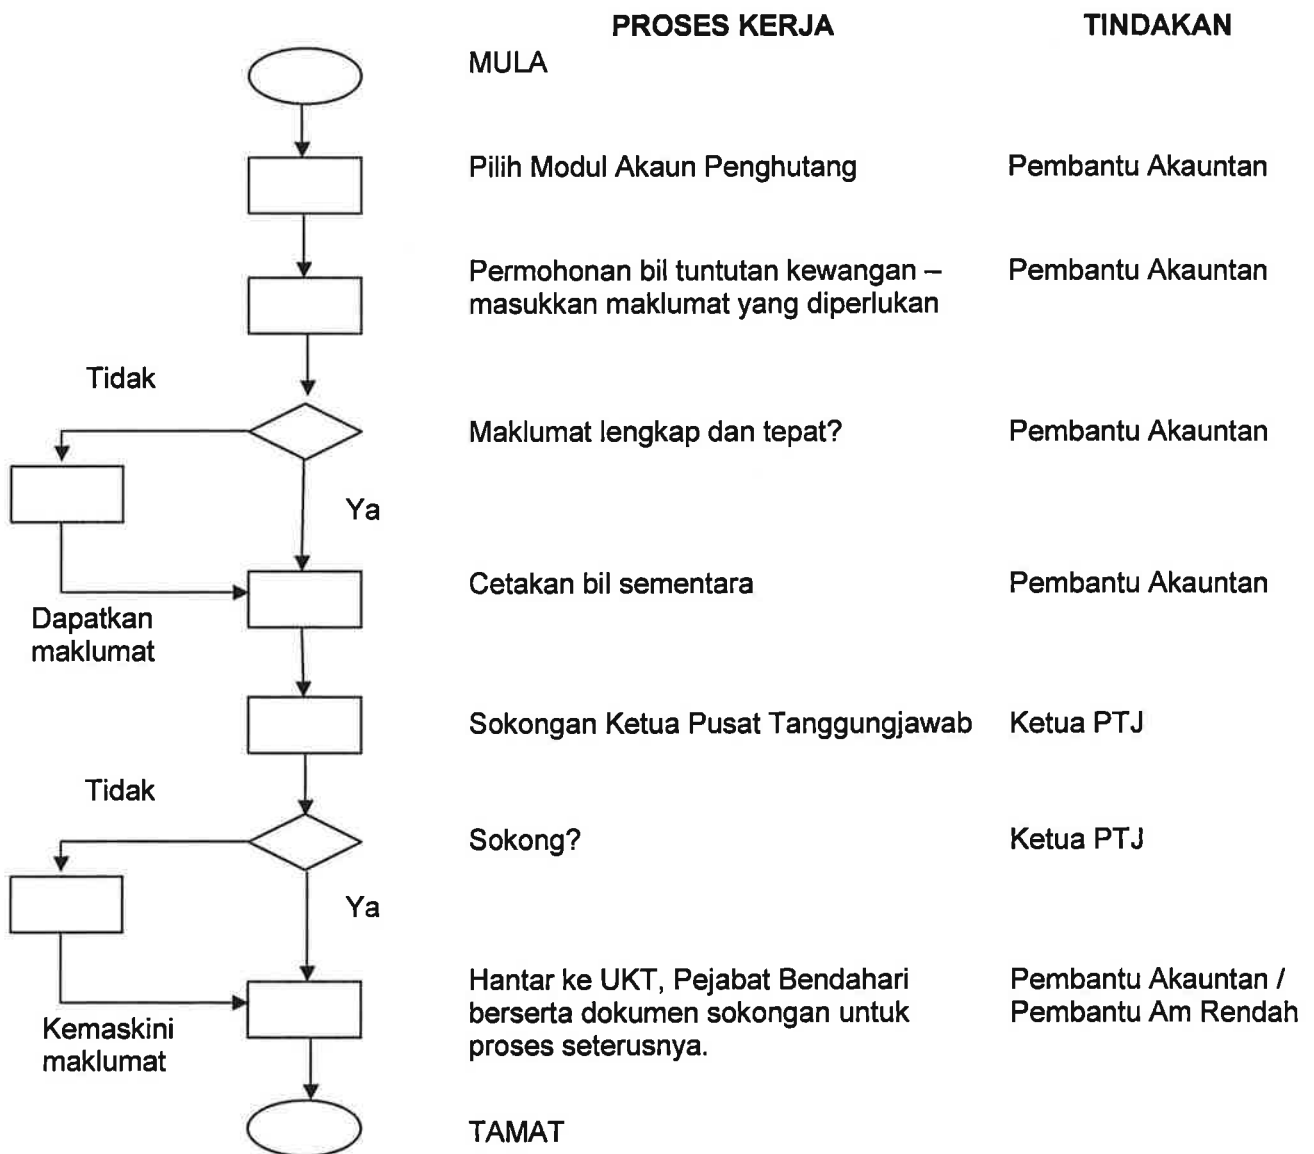 PROSES KERJA TINDAKAN
MULA
Pilih Modul Akaun Penghutang Pembantu Akauntan
Permohonan bil tuntutan kewangan – Pembantu Akauntan
masukkan maklumat yang diperlukan
Tidak
Maklumat lengkap dan tepat? Pembantu Akauntan
Ya
Cetakan bil sementara Pembantu Akauntan
Dapatkan
maklumat
Sokongan Ketua Pusat Tanggungjawab Ketua PTJ
Tidak
Sokong? Ketua PTJ
Ya
Hantar ke UKT, Pejabat Bendahari Pembantu Akauntan /
berserta dokumen sokongan untuk Pembantu Am Rendah
proses seterusnya.
Kemaskini
maklumat
TAMAT